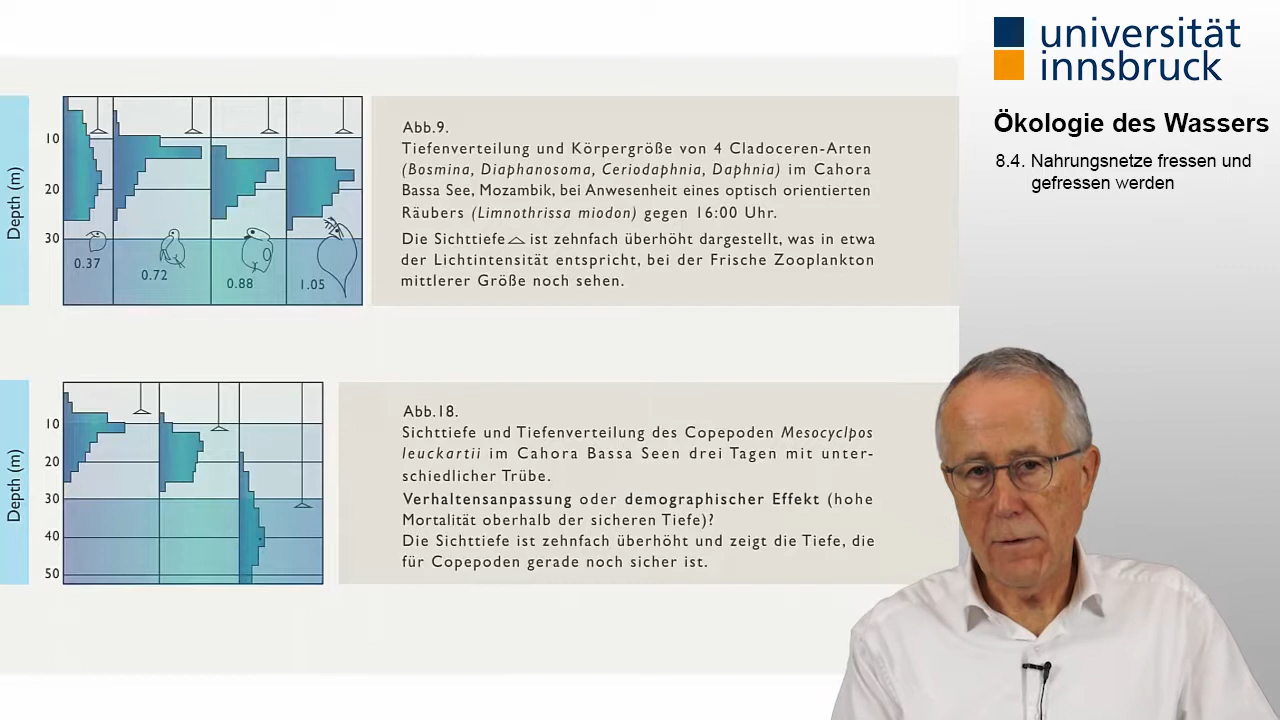 universität
innsbruck
Ökologie des Wassers
8.4. Nahrungsnetze fressen und
gefressen werden
Depth (m)
10
20
30
0.37
0.72
0.88
1.05
Abb.9.
Tiefenverteilung und Körpergröße von 4 Cladoceren-Arten
(Bosmina, Diaphanosoma, Ceriodaphnia, Daphnia) im Cahora
Bassa See, Mozambik, bei Anwesenheit eines optisch orientierten
Räubers (Limnothrissa miodon) gegen 16:00 Uhr.
Die Sichttiefe ist zehnfach überhöht dargestellt, was in etwa
der Lichtintensität entspricht, bei der Frische Zooplankton
mittlerer Größe noch sehen.
Depth (m)
10
20
30
40
50
Abb.18.
Sichttiefe und Tiefenverteilung des Copepoden Mesocyclpos
leuckartii im Cahora Bassa Seen drei Tagen mit unter-
schiedlicher Trübe.
Verhaltensanpassung oder demographischer Effekt (hohe
Mortalität oberhalb der sicheren Tiefe)?
Die Sichttiefe ist zehnfach überhöht und zeigt die Tiefe, die
für Copepoden gerade noch sicher ist.